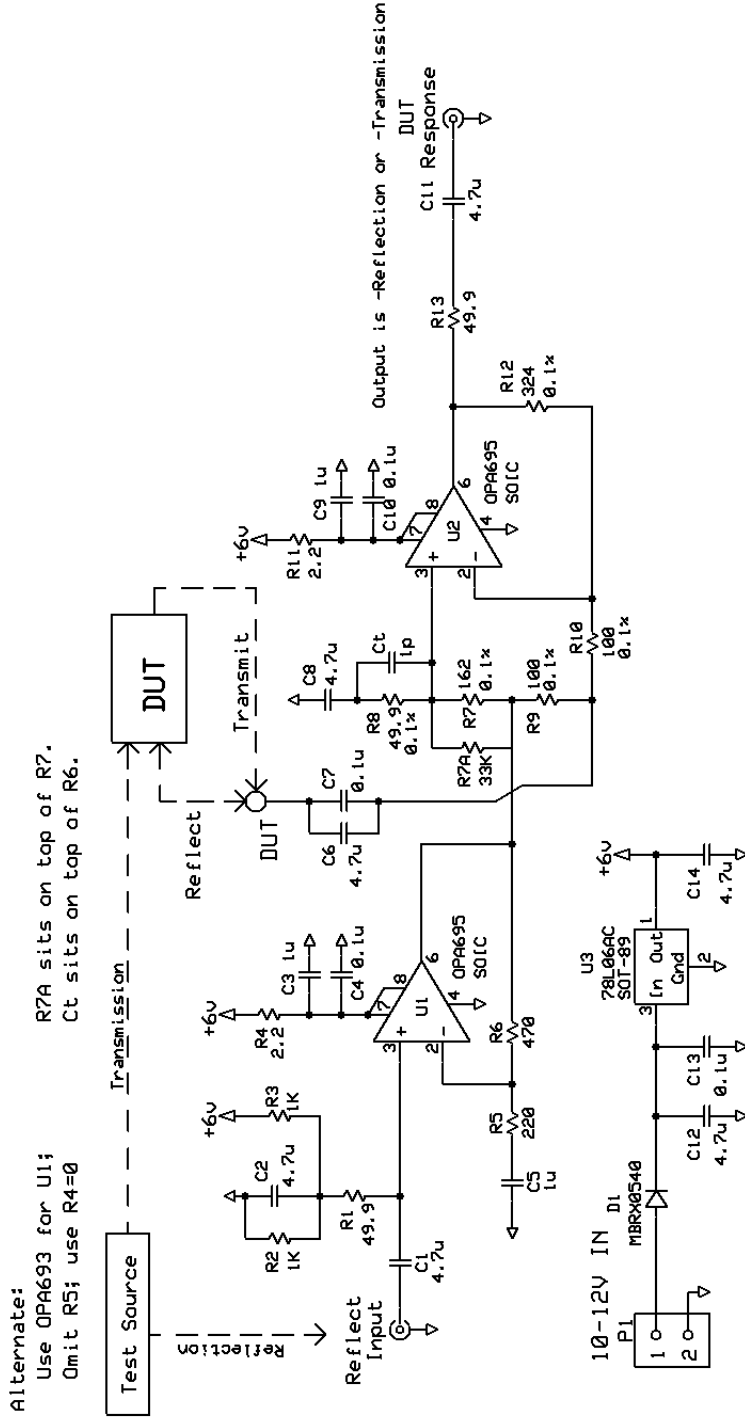 Alternate:
Use OPA693 for U1;
Omit R5; use R4=0
R7A sits on top of R7.
Ct sits on top of R6.
Test Source
Transmission
Reflection
Reflect
Transmit
DUT
DUT
Reflect
Input
C1
4.7u
R1
49.9
R2
1K
C2
4.7u
R3
1K
+6v
+6v
R4
2.2
C3 1u
C4 0.1u
3
+
2
-
7
8
6
4
U1
OPA695
SOIC
R5
220
R6
470
C5
1u
C6
4.7u
C7
0.1u
C8
4.7u
Ct
1p
R8
49.9
0.1%
R7A
33K
R7
162
0.1%
R9
100
0.1%
R10
100
0.1%
+6v
R11
2.2
C9 1u
C10 0.1u
3
+
2
-
7
8
6
4
U2
OPA695
SOIC
R12
324
0.1%
R13
49.9
C11
4.7u
DUT
Response
Output is -Reflection or -Transmission
10-12V IN
P1
1
2
D1
MBRX0540
C12
4.7u
C13
0.1u
U3
78L06AC
SOT-89
3
In
Out
1
Gnd
2
+6v
C14
4.7u